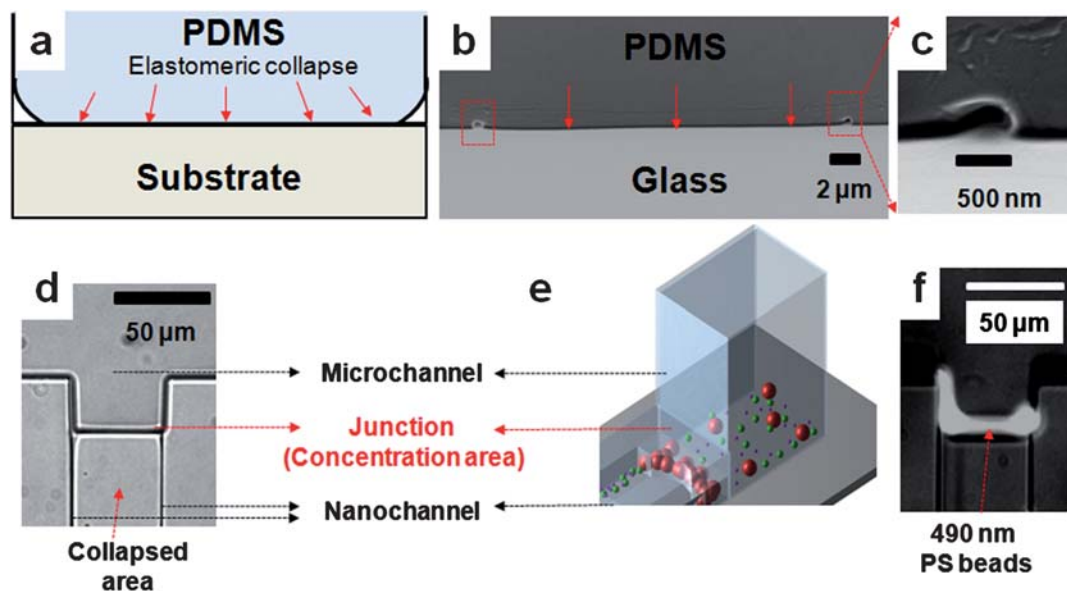 a
PDMS
Elastomeric collapse
Substrate
b
PDMS
Glass
2 µm
c
500 nm
d
50 µm
Collapsed
area
Microchannel
Junction
(Concentration area)
Nanochannel
e
f
50 µm
490 nm
PS beads